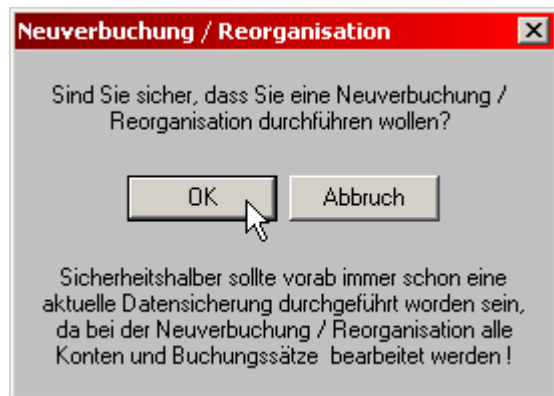 Neuverbuchung / Reorganisation
Sind Sie sicher, dass Sie eine Neuverbuchung /
Reorganisation durchführen wollen?
OK Abbruch
Sicherheitshalber sollte vorab immer schon eine
aktuelle Datensicherung durchgeführt worden sein,
da bei der Neuverbuchung / Reorganisation alle
Konten und Buchungssätze bearbeitet werden !